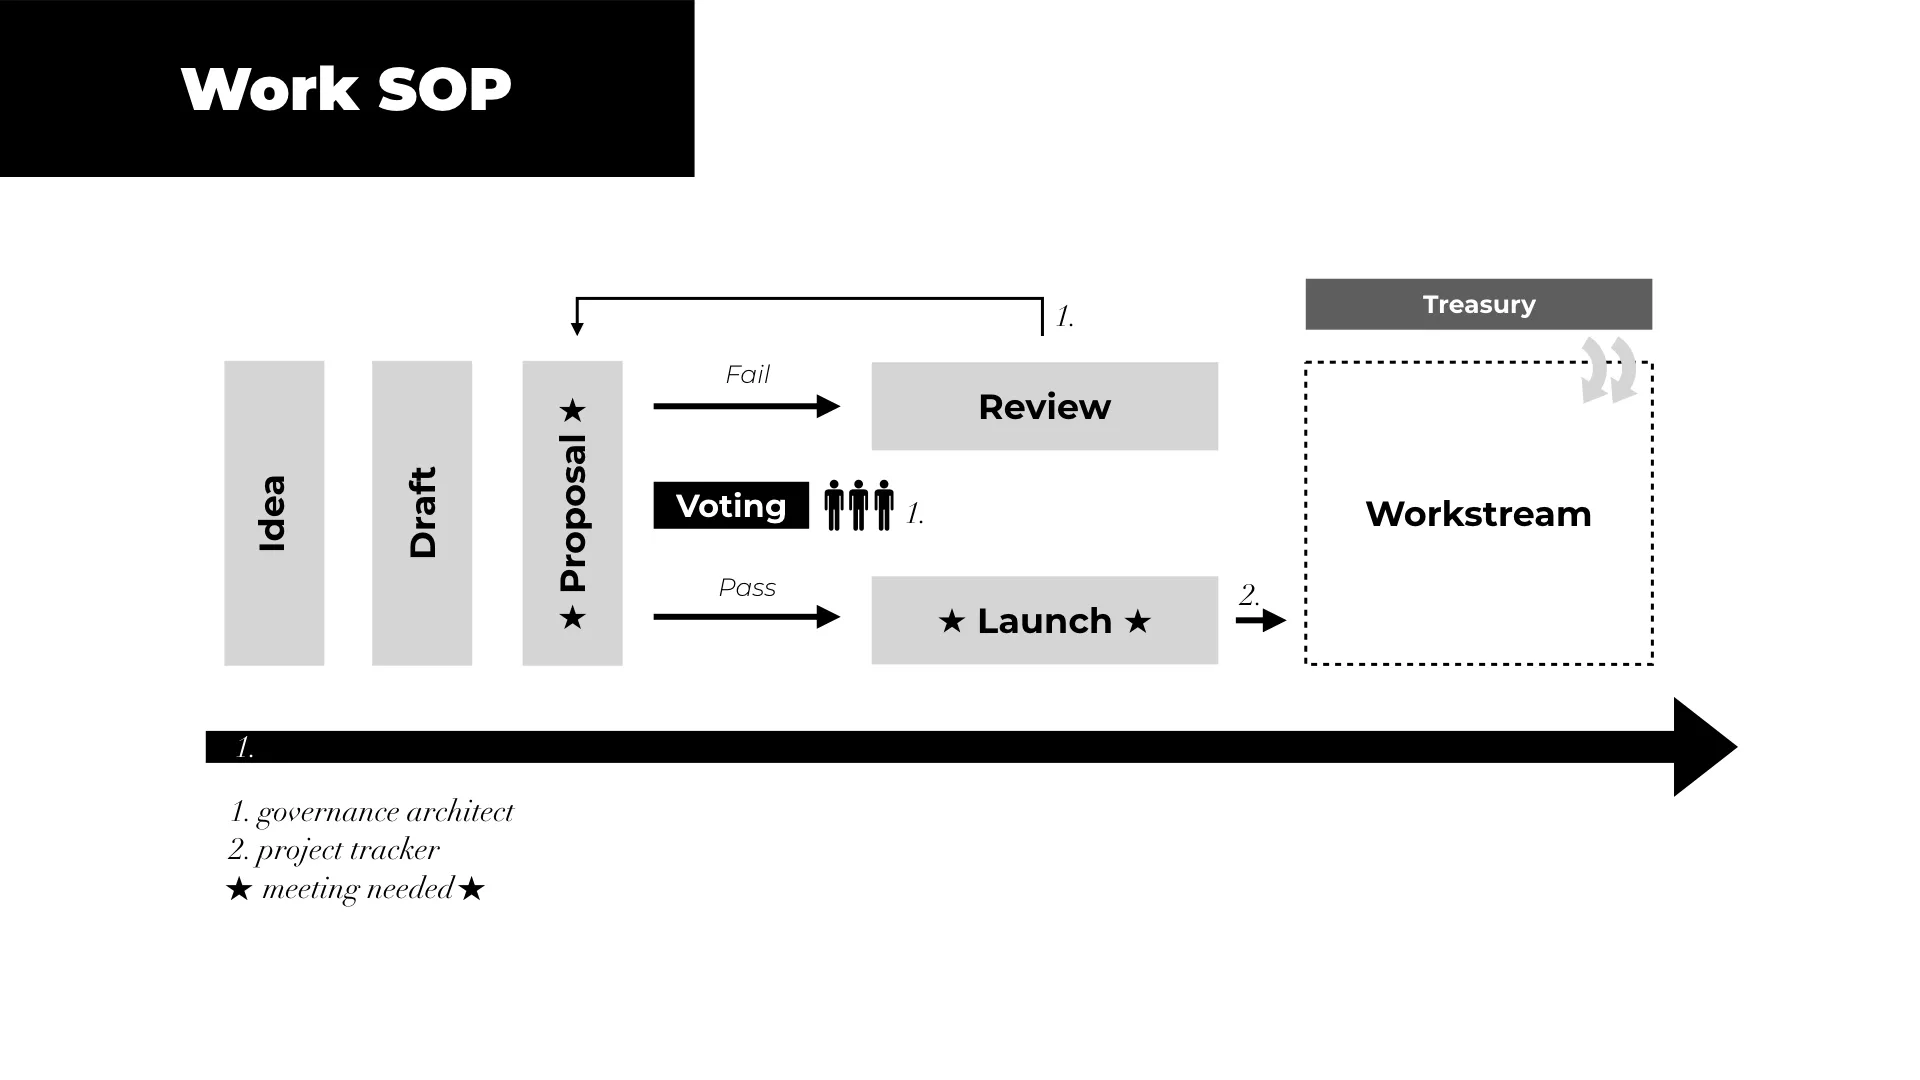 Work SOP
1.
Treasury
Idea
Draft
★ Proposal ★
Fail
Review
Voting
1.
Workstream
Pass
★ Launch ★
2.
1.
1. governance architect
2. project tracker
★ meeting needed ★